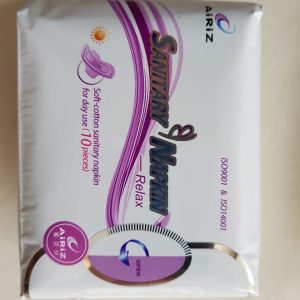 AiRiZ
SANITARY NAPKIN
Relax
Soft-cotton sanitary napkin
for day use (10 pieces)
ISO9001 & ISO14001
AiRiZ
OPEN